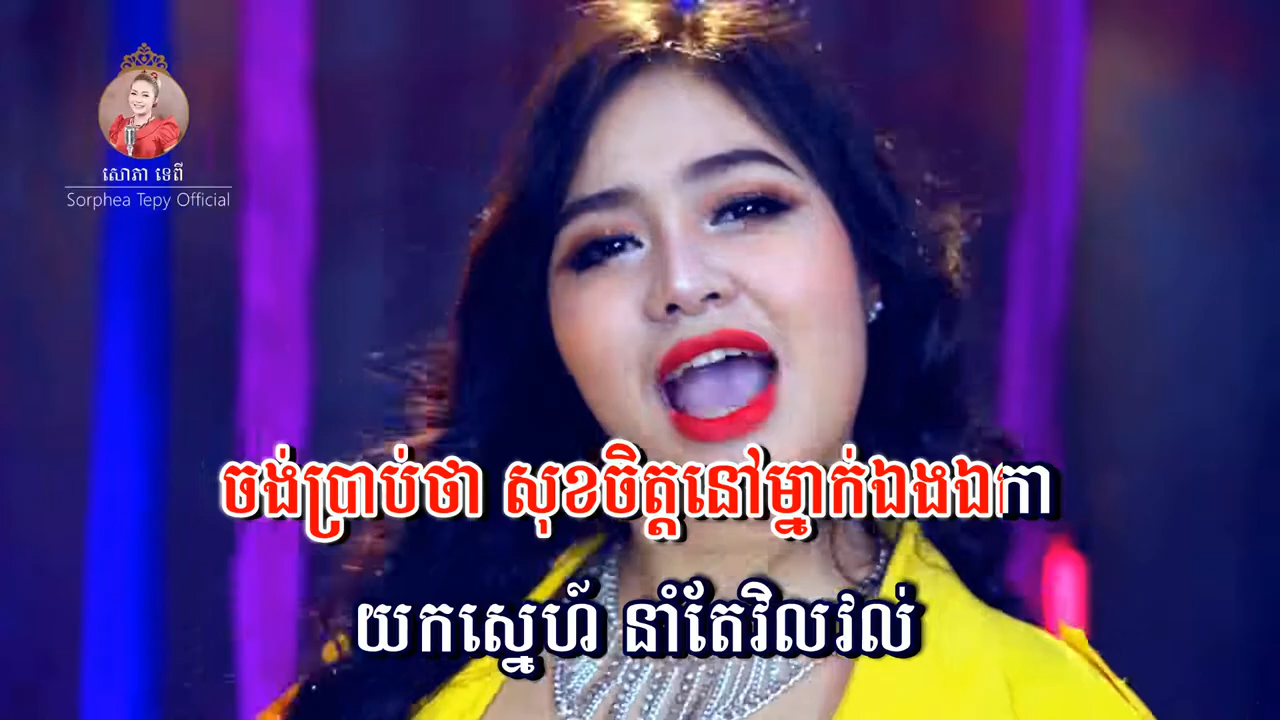 សោភា ទេពី
Sorphea Tepy Official
ចង់ប្រាប់ថា សុខចិត្តនៅម្នាក់ឯងឯកា
យកស្នេហ៍ នាំតែវិលវល់